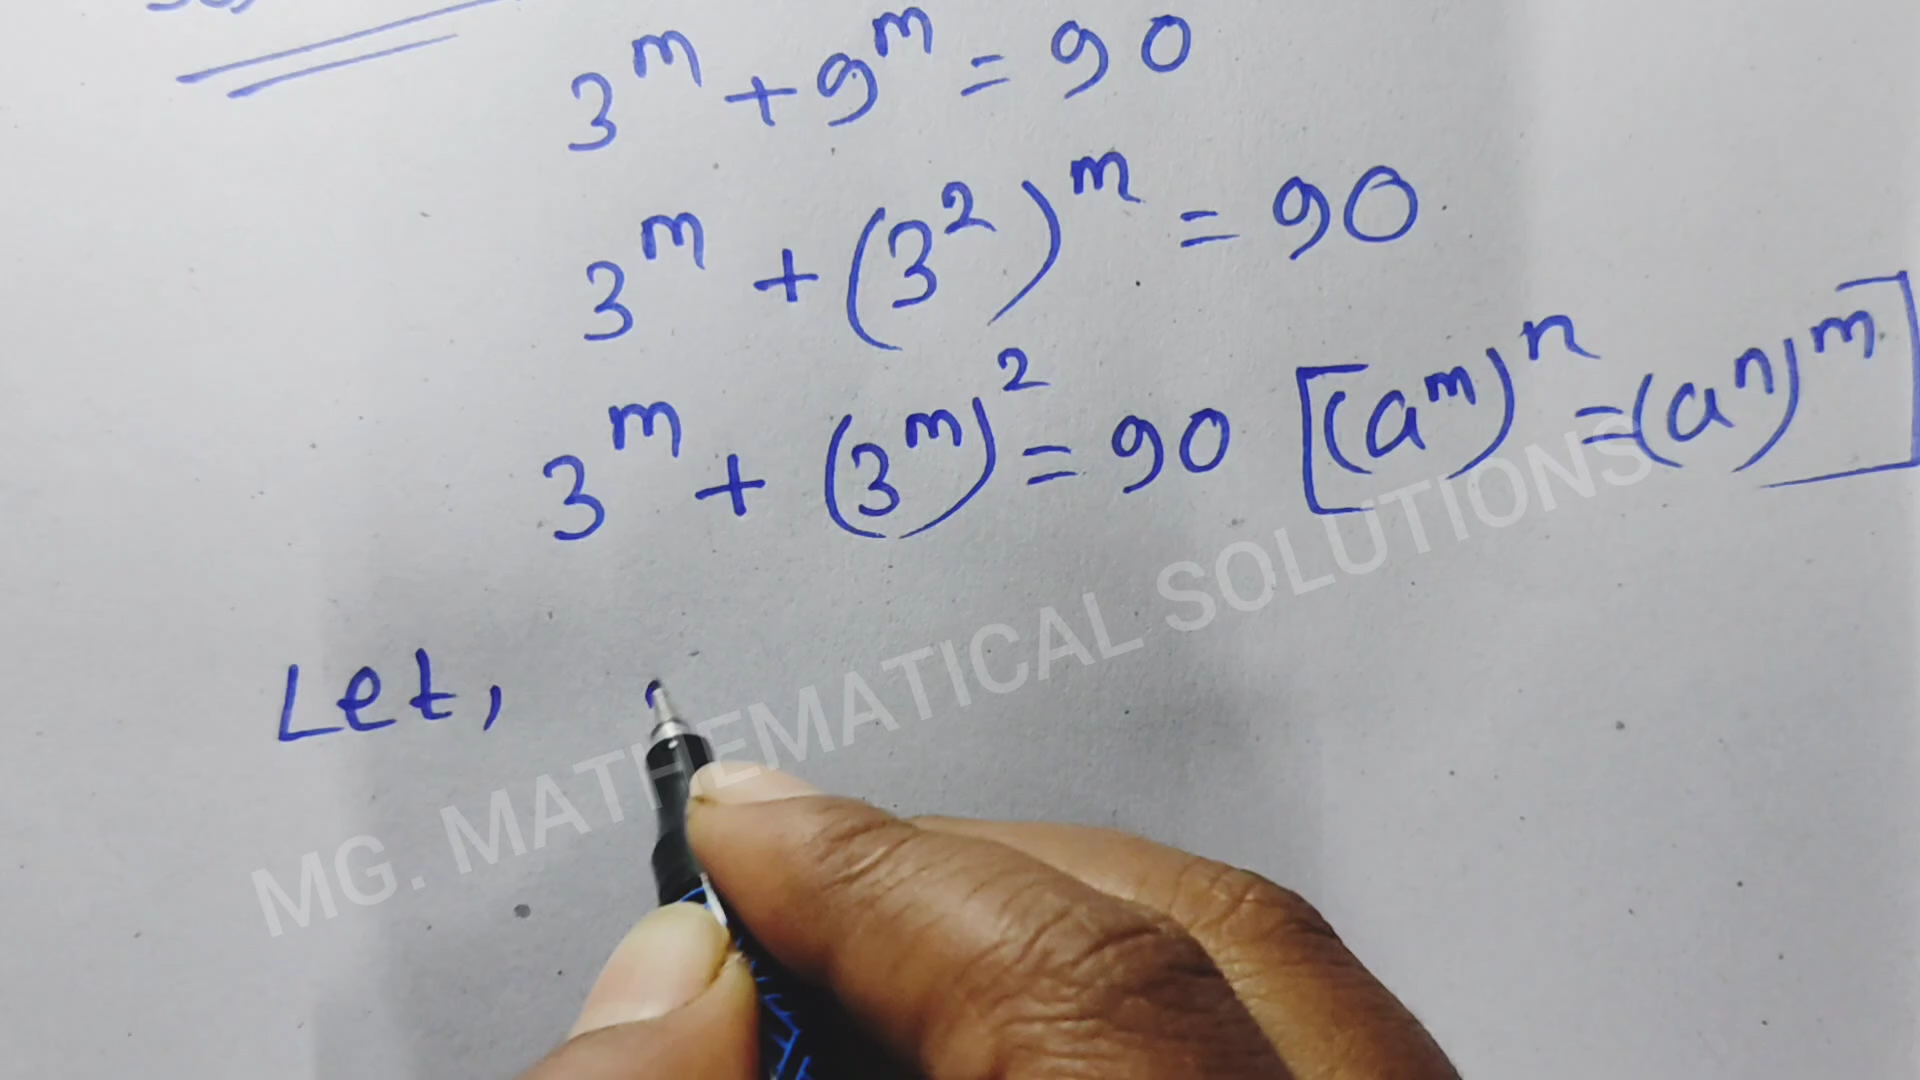 3^m + 9^m = 90
3^m + (3^2)^m = 90
3^m + (3^m)^2 = 90 [(a^m)^n = (a^n)^m]
Let,
MG. MATHEMATICAL SOLUTIONS